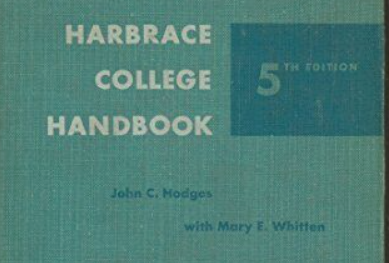 HARBRACE
COLLEGE
HANDBOOK
5TH EDITION
John C. Hodges
with Mary E. Whitten